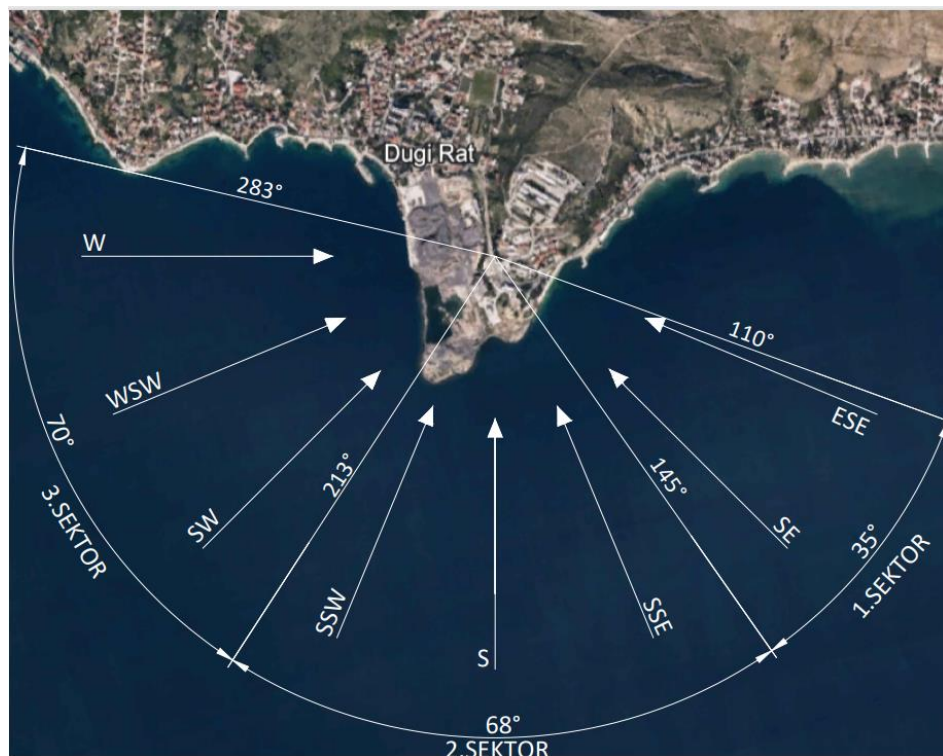 Dugi Rat
283°
W
110°
WSW
ESE
70°
213°
145°
SW
SE
35°
3.SEKTOR
1.SEKTOR
SSW
SSE
S
68°
2.SEKTOR